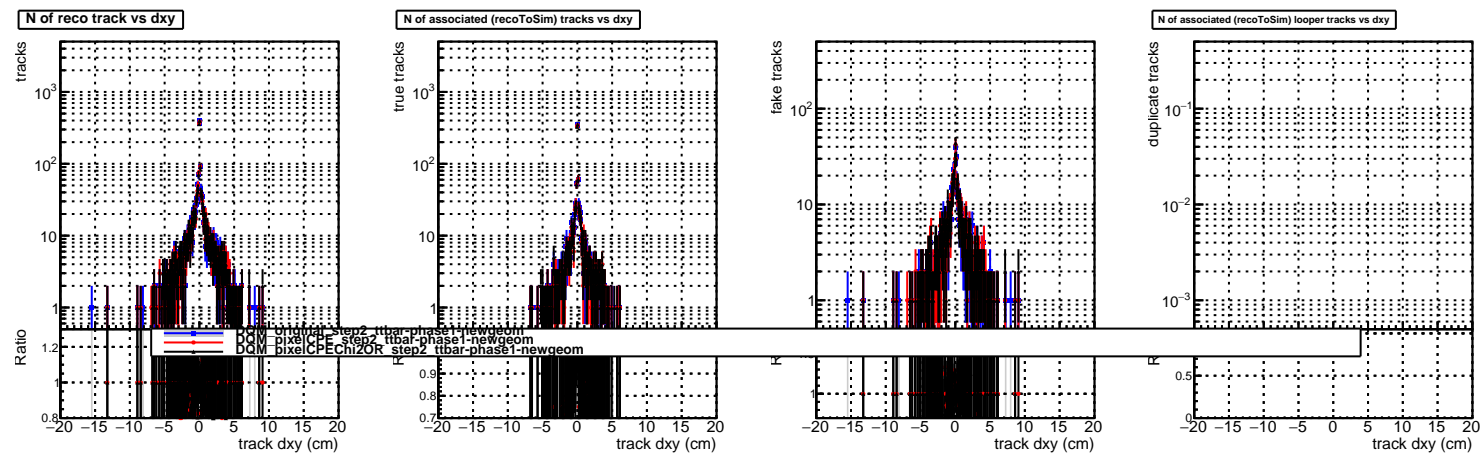 N of reco track vs dxy
tracks
10³
10²
10
1
Ratio
1.2
1
0.8
−20 −15 −10 −5 0 5 10 15 20
track dxy (cm)
N of associated (recoToSim) tracks vs dxy
true tracks
10³
10²
10
1
0.9
0.8
0.7
−20 −15 −10 −5 0 5 10 15 20
track dxy (cm)
fake tracks
10²
10
1
1
−20 −15 −10 −5 0 5 10 15 20
track dxy (cm)
N of associated (recoToSim) looper tracks vs dxy
duplicate tracks
10⁻¹
10⁻²
10⁻³
0.5
0
−20 −15 −10 −5 0 5 10 15 20
track dxy (cm)
DQM_original_step2_ttbar-phase1-newgeom
DQM_pixelCPE_step2_ttbar-phase1-newgeom
DQM_pixelCPEChi2OR_step2_ttbar-phase1-newgeom